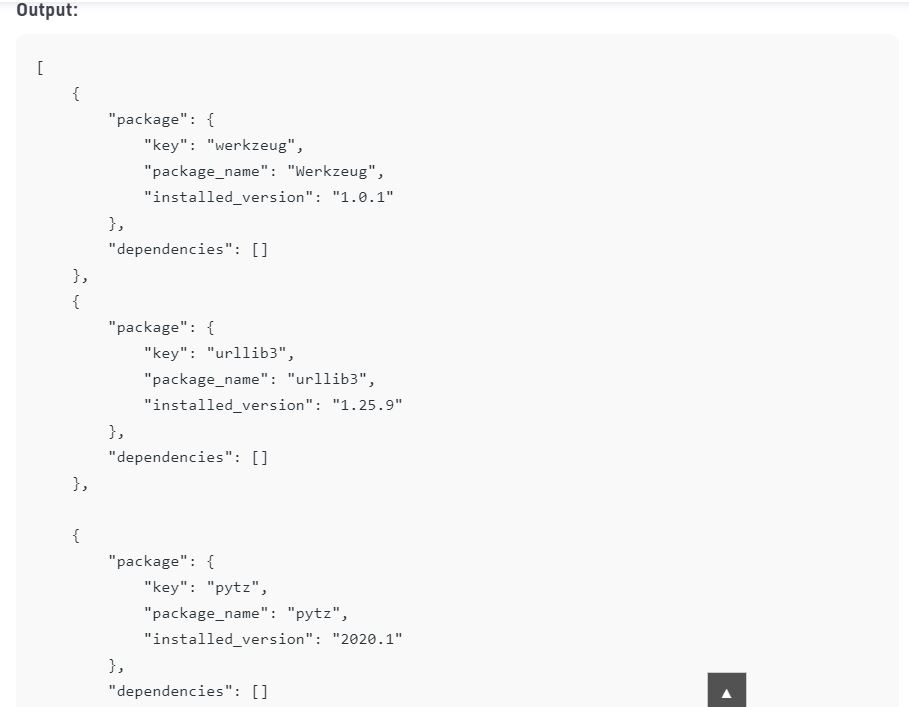 Output:
[
    {
        "package": {
            "key": "werkzeug",
            "package_name": "Werkzeug",
            "installed_version": "1.0.1"
        },
        "dependencies": []
    },
    {
        "package": {
            "key": "urllib3",
            "package_name": "urllib3",
            "installed_version": "1.25.9"
        },
        "dependencies": []
    },
    {
        "package": {
            "key": "pytz",
            "package_name": "pytz",
            "installed_version": "2020.1"
        },
        "dependencies": []